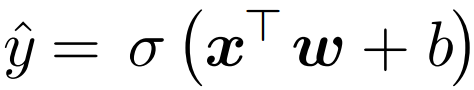 ŷ = σ (𝒙⊤ 𝒘 + b)